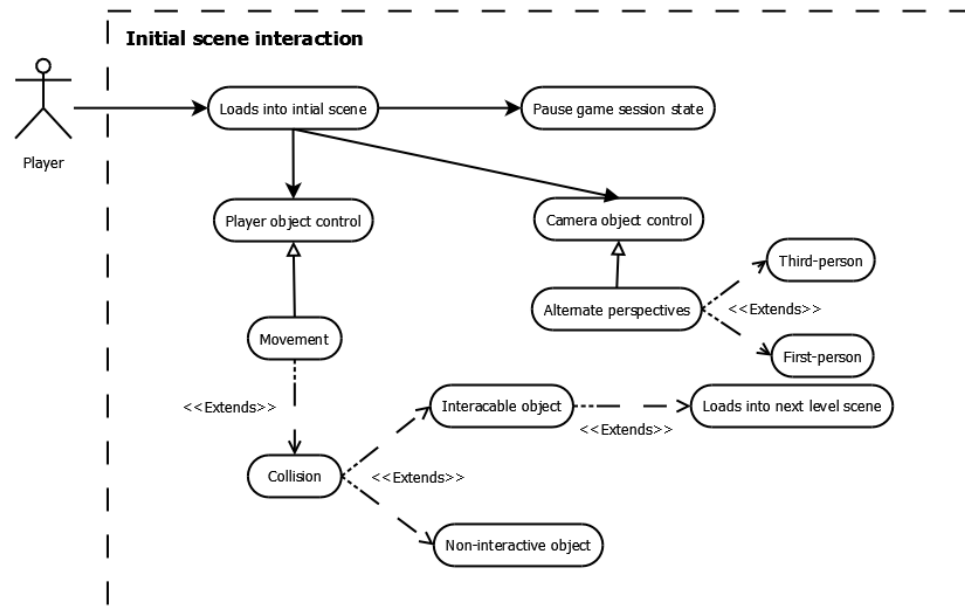 Initial scene interaction
Player
Loads into intial scene
Pause game session state
Player object control
Camera object control
Third-person
Alternate perspectives
<<Extends>>
First-person
Movement
<<Extends>>
Interacable object
<<Extends>>
Loads into next level scene
Collision
<<Extends>>
Non-interactive object